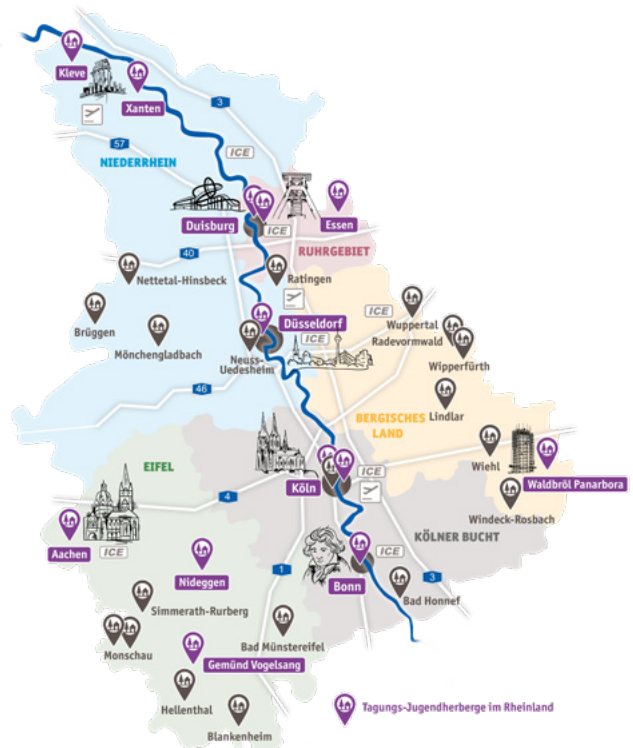 Kleve
Xanten
3
57
ICE
NIEDERRHEIN
Duisburg
ICE
Essen
RUHRGEBIET
40
Nettetal-Hinsbeck
Ratingen
Brüggen
Mönchengladbach
Düsseldorf
ICE
ICE
Neuss-
Uedesheim
Wuppertal
Radevormwald
Wipperfürth
46
Lindlar
BERGISCHES
LAND
EIFEL
Köln
ICE
Wiehl
Waldbröl Panarbora
4
Windeck-Rosbach
KÖLNER BUCHT
Aachen
ICE
Nideggen
1
ICE
Bonn
3
Bad Honnef
Simmerath-Rurberg
Monschau
Bad Münstereifel
Gemünd Vogelsang
Hellenthal
Blankenheim
Tagungs-Jugendherberge im Rheinland